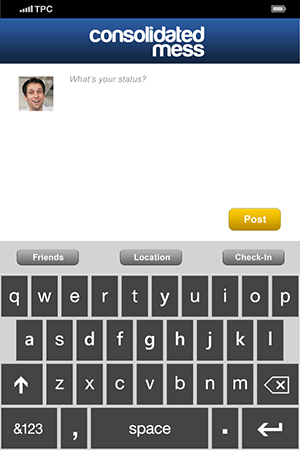 TPC
consolidated
mess
What's your status?
Post
Friends Location Check-In
q w e r t y u i o p
a s d f g h j k l
z x c v b n m
&123 , space .